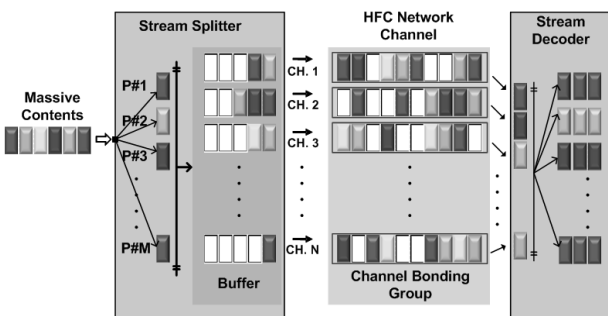 Stream Splitter
HFC Network
Channel
Stream
Decoder
Massive
Contents
P#1
P#2
P#3
P#M
CH. 1
CH. 2
CH. 3
CH. N
Buffer
Channel Bonding
Group